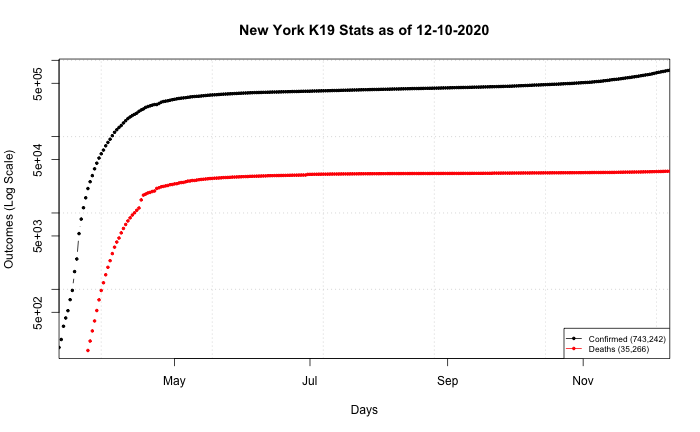 New York K19 Stats as of 12-10-2020
Outcomes (Log Scale)
5e+05
5e+04
5e+03
5e+02
Confirmed (743,242)
Deaths (35,266)
May
Jul
Sep
Nov
Days